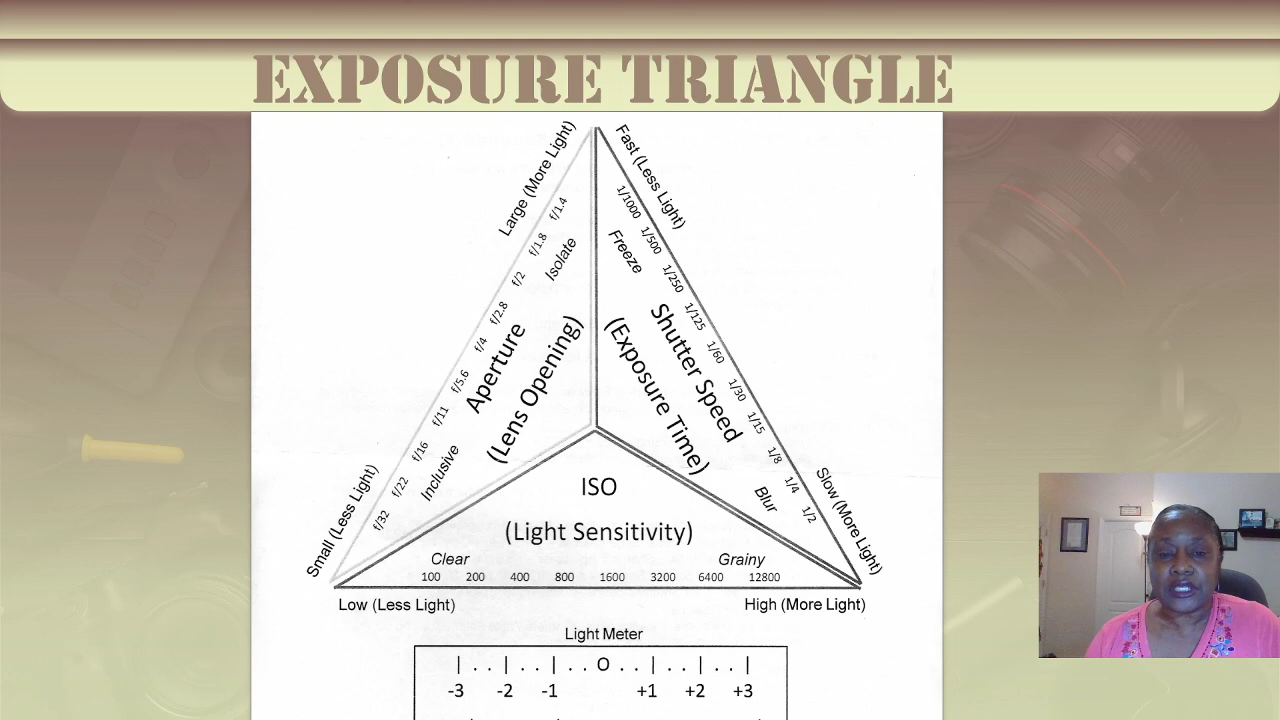 EXPOSURE TRIANGLE
Large (More Light)
Fast (Less Light)
f/1.4
f/1.8
f/2
f/2.8
f/4
f/5.6
f/11
f/16
f/22
f/32
Isolate
Aperture
(Lens Opening)
Inclusive
Small (Less Light)
1/1000
1/500
1/250
1/125
1/60
1/30
1/15
1/8
1/4
1/2
Freeze
Shutter Speed
(Exposure Time)
Blur
Slow (More Light)
ISO
(Light Sensitivity)
Clear Grainy
100 200 400 800 1600 3200 6400 12800
Low (Less Light) High (More Light)
Light Meter
| . . | . . | . . O . . | . . | . . |
-3 -2 -1 +1 +2 +3